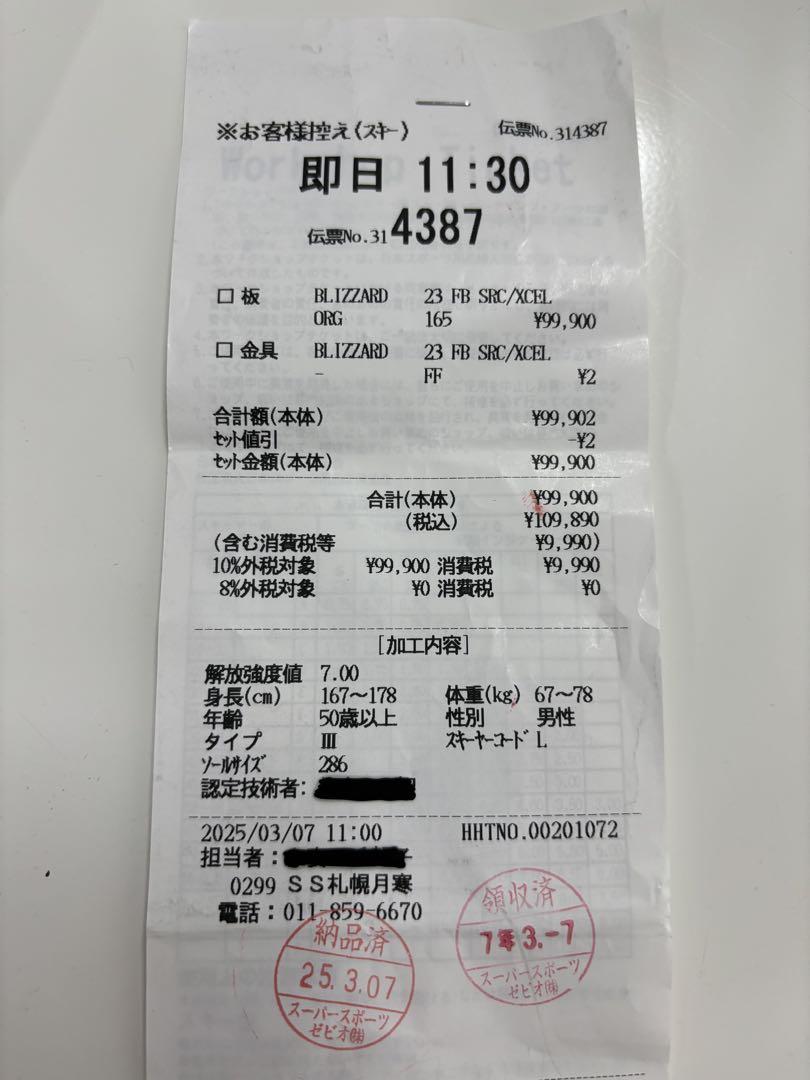 ※お客様控え(スキー) 伝票No.314387
即日 11:30
伝票No.314387
□ 板 BLIZZARD 23 FB SRC/XCEL
ORG 165 ¥99,900
□ 金具 BLIZZARD 23 FB SRC/XCEL
- FF ¥2
合計額(本体) ¥99,902
セット値引 -¥2
セット金額(本体) ¥99,900
合計(本体) ¥99,900
(税込) ¥109,890
(含む消費税等 ¥9,990)
10%外税対象 ¥99,900 消費税 ¥9,990
8%外税対象 ¥0 消費税 ¥0
[加工内容]
解放強度値 7.00
身長(cm) 167～178 体重(kg) 67～78
年齢 50歳以上 性別 男性
タイプ III スキーヤーコード L
ソールサイズ 286
認定技術者:
2025/03/07 11:00 HHTNO.00201072
担当者:
0299 SS札幌月寒
電話:011-859-6670
納品済
25.3.07
スーパースポーツ
ゼビオ㈱
領収済
7年3.-7
スーパースポーツ
ゼビオ㈱